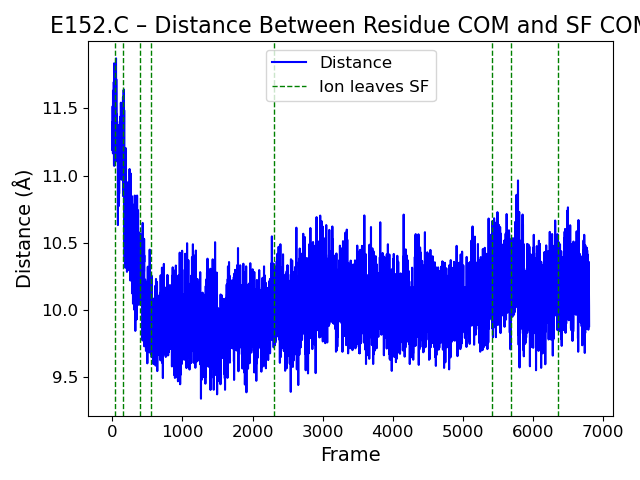 E152.C – Distance Between Residue COM and SF COM
Distance
Ion leaves SF
Distance (Å)
11.5
11.0
10.5
10.0
9.5
0 1000 2000 3000 4000 5000 6000 7000
Frame